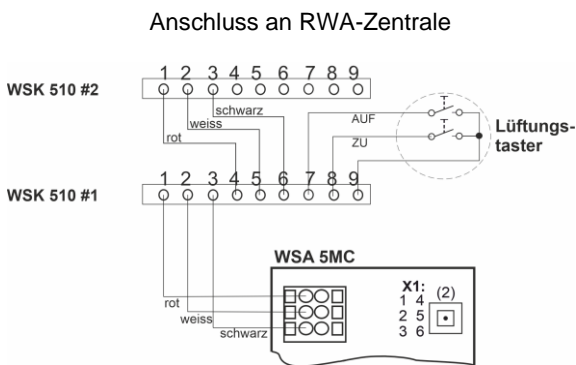 Anschluss an RWA-Zentrale
1 2 3 4 5 6 7 8 9
WSK 510 #2
schwarz
weiss
rot
AUF
ZU
Lüftungs-
taster
1 2 3 4 5 6 7 8 9
WSK 510 #1
WSA 5MC
rot
weiss
schwarz
X1:
1 4 (2)
2 5
3 6